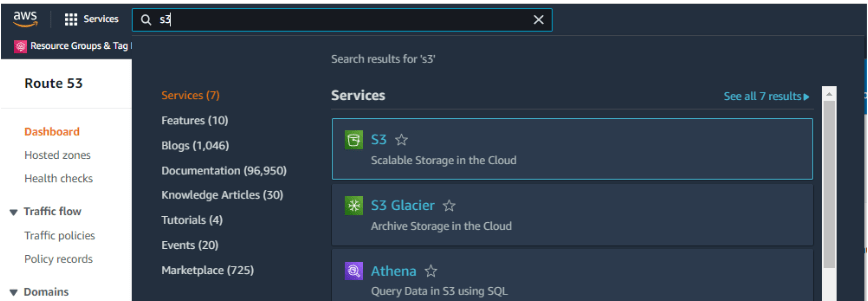 aws
Services
s3
Resource Groups & Tag
Route 53
Dashboard
Hosted zones
Health checks
Traffic flow
Traffic policies
Policy records
Domains
Search results for 's3'
Services (7)
Features (10)
Blogs (1,046)
Documentation (96,950)
Knowledge Articles (30)
Tutorials (4)
Events (20)
Marketplace (725)
Services
See all 7 results
S3
Scalable Storage in the Cloud
S3 Glacier
Archive Storage in the Cloud
Athena
Query Data in S3 using SQL